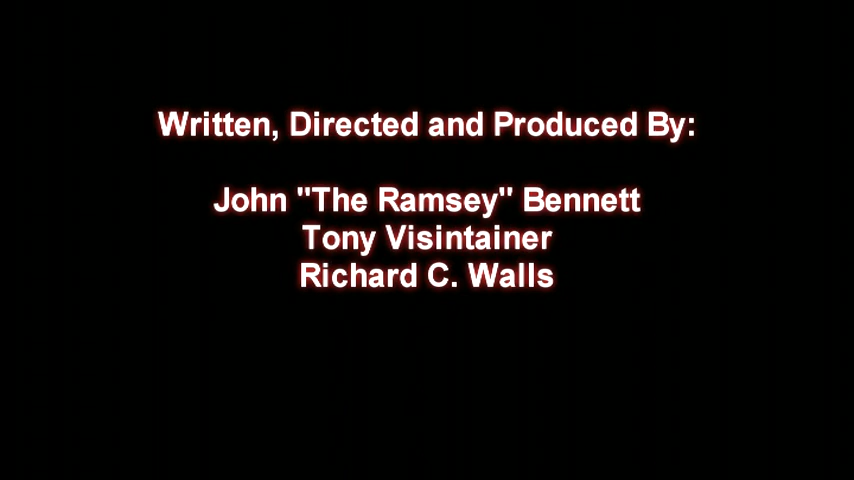 Written, Directed and Produced By:
John "The Ramsey" Bennett
Tony Visintainer
Richard C. Walls